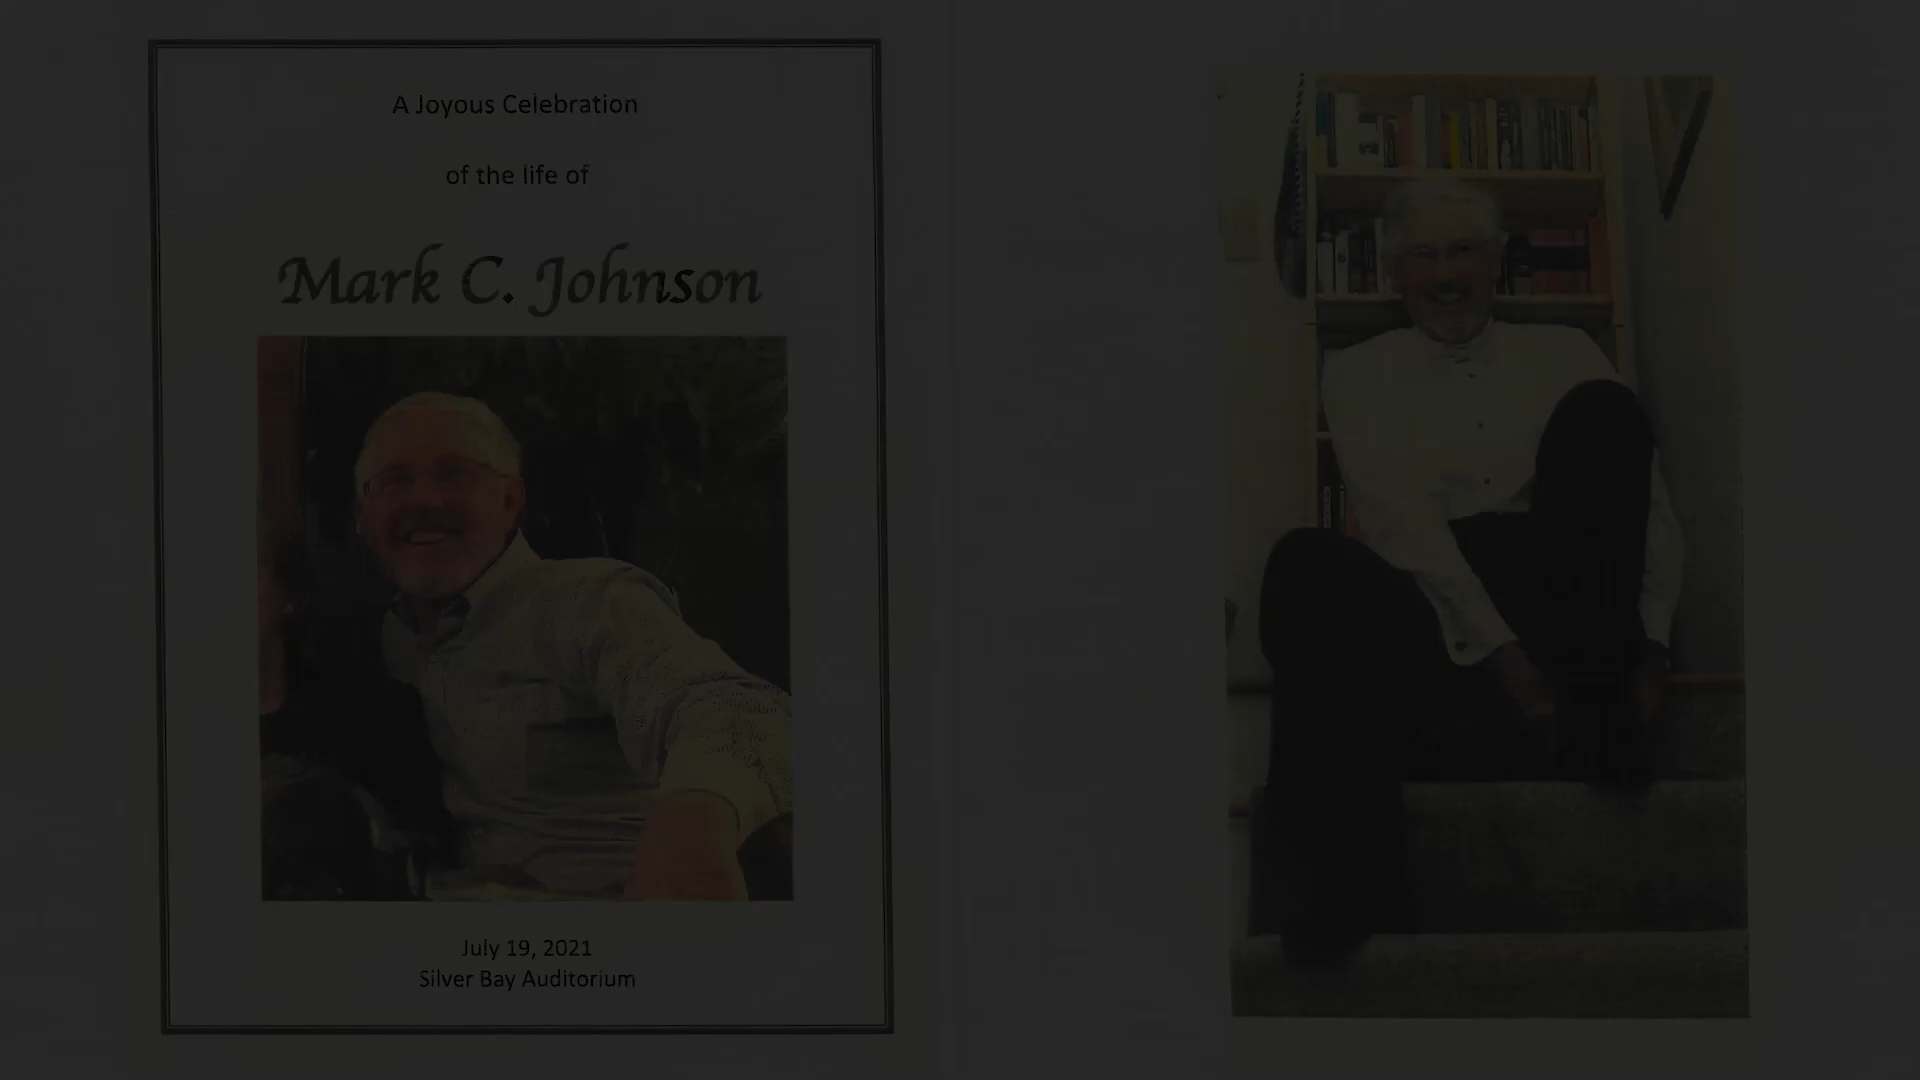 A Joyous Celebration
of the life of
Mark C. Johnson
July 19, 2021
Silver Bay Auditorium